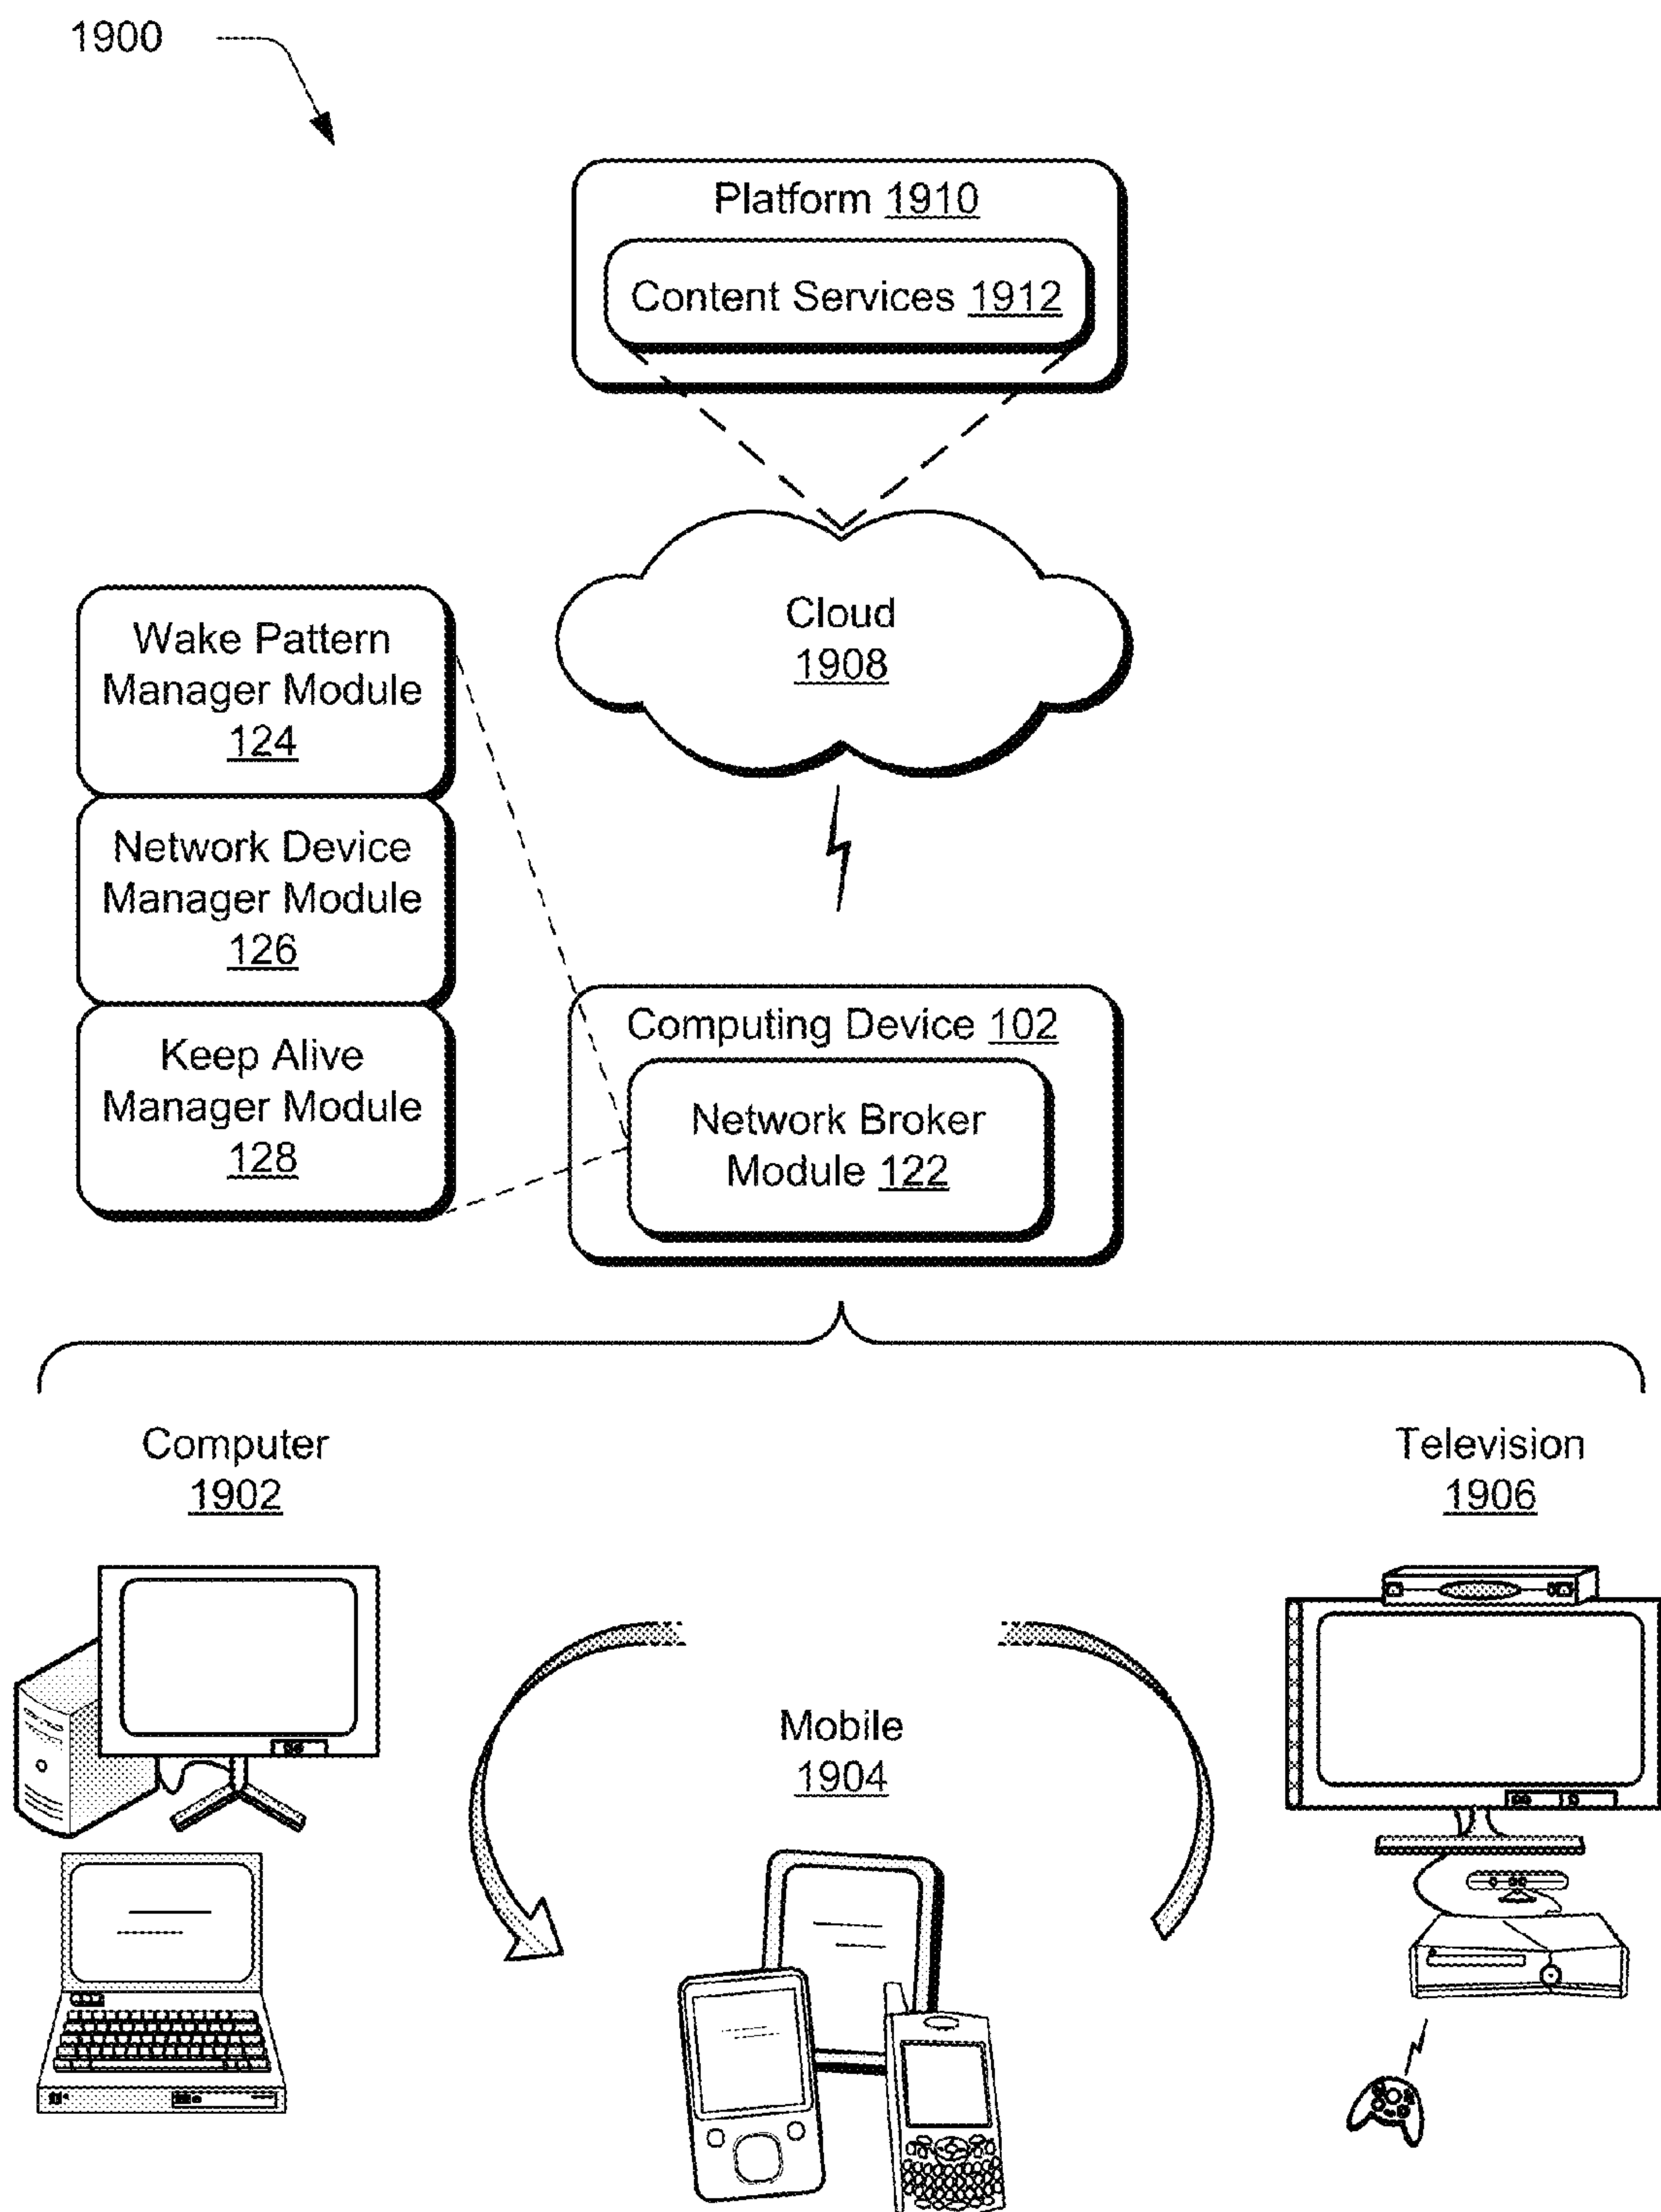 1900
Platform 1910
Content Services 1912
Cloud
1908
Wake Pattern
Manager Module
124
Network Device
Manager Module
126
Keep Alive
Manager Module
128
Computing Device 102
Network Broker
Module 122
Computer
1902
Television
1906
Mobile
1904